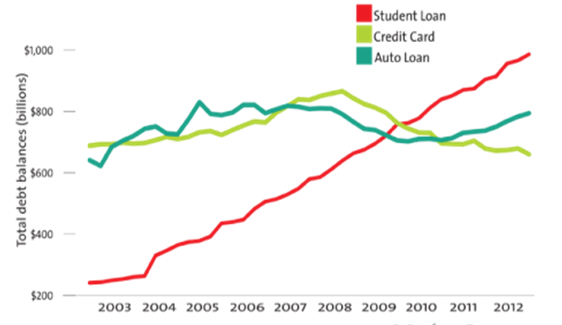 Student Loan
Credit Card
Auto Loan
Total debt balances (billions)
$1,000
$800
$600
$400
$200
2003 2004 2005 2006 2007 2008 2009 2010 2011 2012